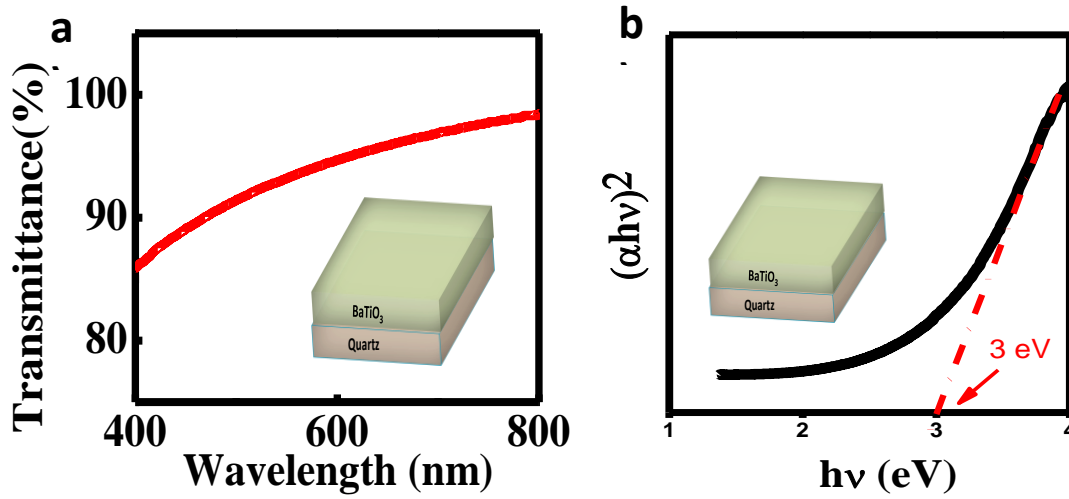 a
Transmittance(%)
100
90
80
BaTiO₃
Quartz
400 600 800
Wavelength (nm)
b
(αhν)²
BaTiO₃
Quartz
3 eV
1 2 3 4
hν (eV)